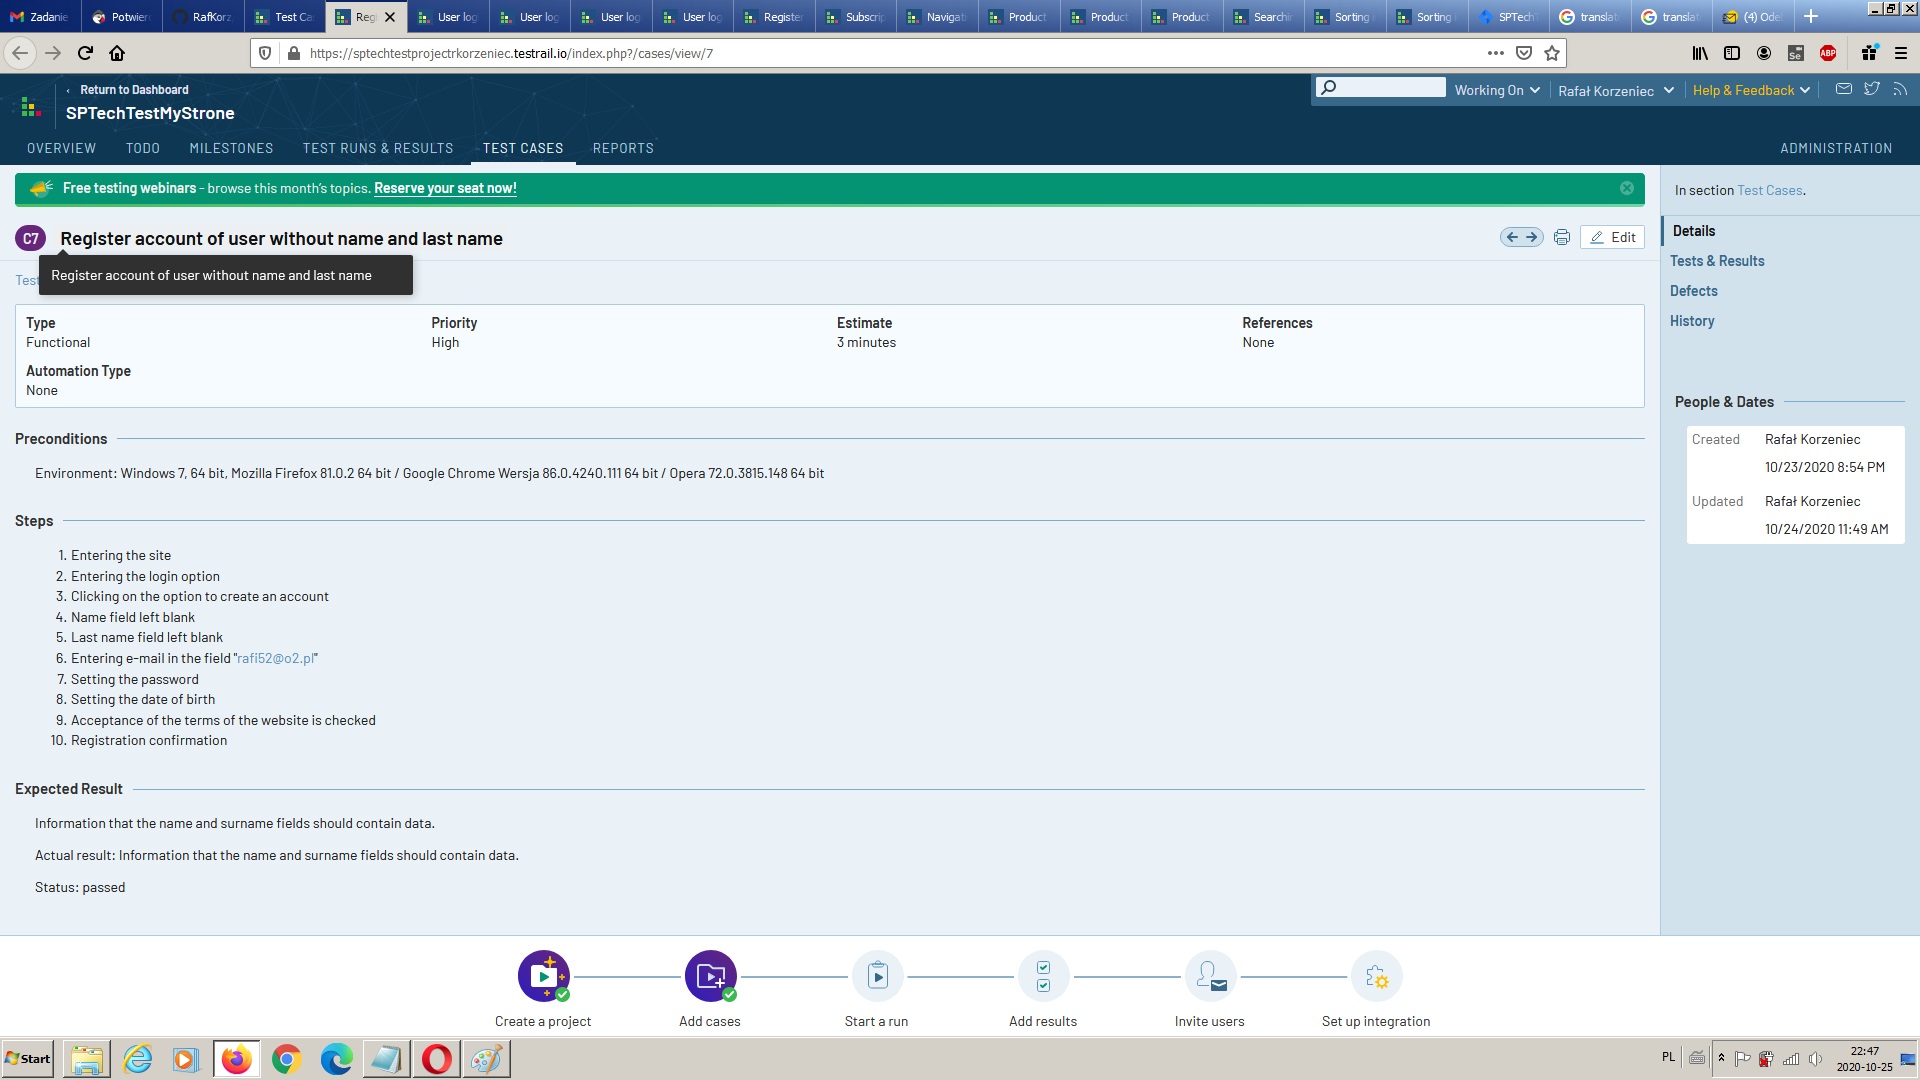 Zadanie
Potwier
RafKorz
Test Ca
Reg
User log
User log
User log
User log
Register
Subscrip
Navigat
Product
Product
Product
Searchi
Sorting
Sorting
SPTechT
translat
translat
(4) Ode
https://sptechtestprojectrkorzeniec.testrail.io/index.php?/cases/view/7
Return to Dashboard
SPTechTestMyStrone
Working On
Rafał Korzeniec
Help & Feedback
OVERVIEW TODO MILESTONES TEST RUNS & RESULTS TEST CASES REPORTS ADMINISTRATION
Free testing webinars - browse this month's topics. Reserve your seat now!
C7 Register account of user without name and last name
Edit
Register account of user without name and last name
Test
Type Priority Estimate References
Functional High 3 minutes None
Automation Type
None
Preconditions
Environment: Windows 7, 64 bit, Mozilla Firefox 81.0.2 64 bit / Google Chrome Wersja 86.0.4240.111 64 bit / Opera 72.0.3815.148 64 bit
Steps
1. Entering the site
2. Entering the login option
3. Clicking on the option to create an account
4. Name field left blank
5. Last name field left blank
6. Entering e-mail in the field "rafi52@o2.pl"
7. Setting the password
8. Setting the date of birth
9. Acceptance of the terms of the website is checked
10. Registration confirmation
Expected Result
Information that the name and surname fields should contain data.
Actual result: Information that the name and surname fields should contain data.
Status: passed
In section Test Cases.
Details
Tests & Results
Defects
History
People & Dates
Created Rafał Korzeniec
10/23/2020 8:54 PM
Updated Rafał Korzeniec
10/24/2020 11:49 AM
Create a project
Add cases
Start a run
Add results
Invite users
Set up integration
Start
PL
22:47
2020-10-25